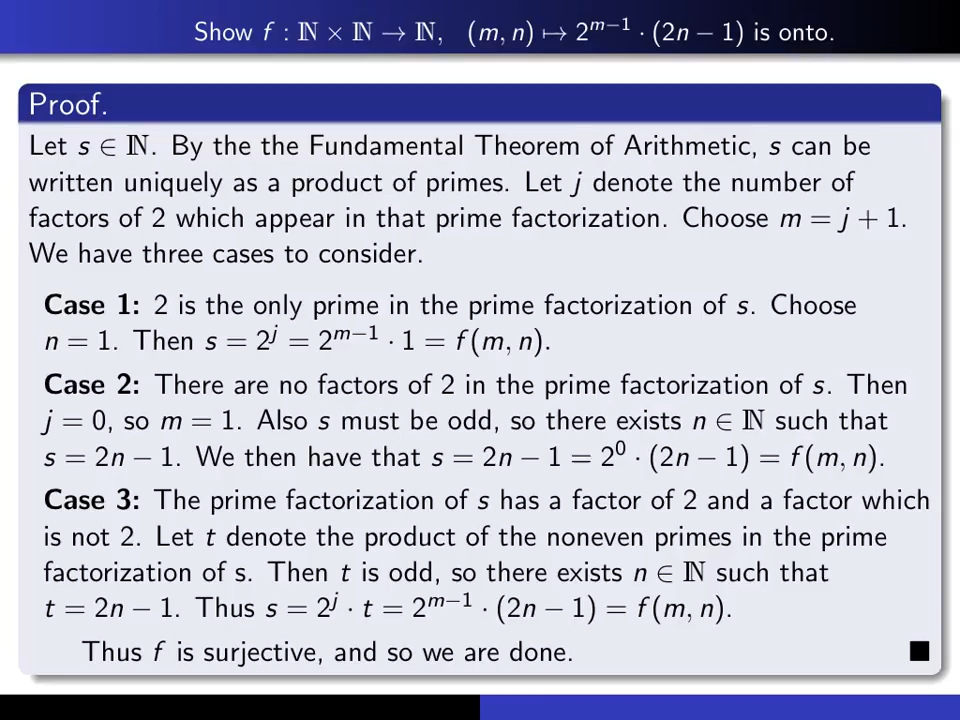 Show f : ℕ × ℕ → ℕ, (m, n) ↦ 2^{m−1} · (2n − 1) is onto.
Proof.
Let s ∈ ℕ. By the the Fundamental Theorem of Arithmetic, s can be
written uniquely as a product of primes. Let j denote the number of
factors of 2 which appear in that prime factorization. Choose m = j + 1.
We have three cases to consider.
Case 1: 2 is the only prime in the prime factorization of s. Choose
n = 1. Then s = 2^j = 2^{m−1} · 1 = f(m, n).
Case 2: There are no factors of 2 in the prime factorization of s. Then
j = 0, so m = 1. Also s must be odd, so there exists n ∈ ℕ such that
s = 2n − 1. We then have that s = 2n − 1 = 2^0 · (2n − 1) = f(m, n).
Case 3: The prime factorization of s has a factor of 2 and a factor which
is not 2. Let t denote the product of the noneven primes in the prime
factorization of s. Then t is odd, so there exists n ∈ ℕ such that
t = 2n − 1. Thus s = 2^j · t = 2^{m−1} · (2n − 1) = f(m, n).
Thus f is surjective, and so we are done. ■